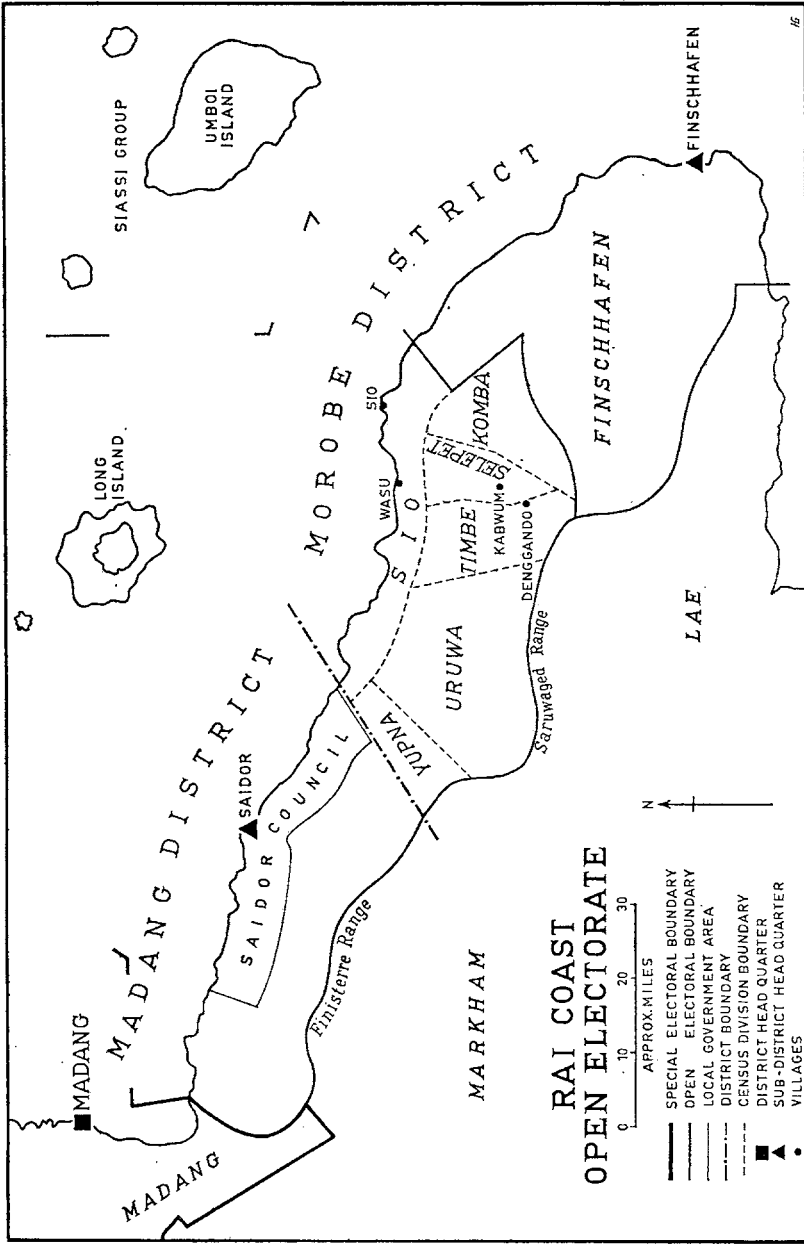 SIASSI GROUP
UMBOI
ISLAND
LONG
ISLAND
MOROBE DISTRICT
MADANG DISTRICT
MADANG
MADANG
SAIDOR
SAIDOR COUNCIL
SIO
WASU
SIO
FINSCHHAFEN
FINSCHHAFEN
KOMBA
SELEPET
TIMBE
KABWUM
DENGGANDO
URUWA
YUPNA
Saruwaged Range
Finisterre Range
LAE
MARKHAM
RAI COAST
OPEN ELECTORATE
0 10 20 30
APPROX. MILES
N
SPECIAL ELECTORAL BOUNDARY
OPEN ELECTORAL BOUNDARY
LOCAL GOVERNMENT AREA
DISTRICT BOUNDARY
CENSUS DIVISION BOUNDARY
DISTRICT HEAD QUARTER
SUB-DISTRICT HEAD QUARTER
VILLAGES